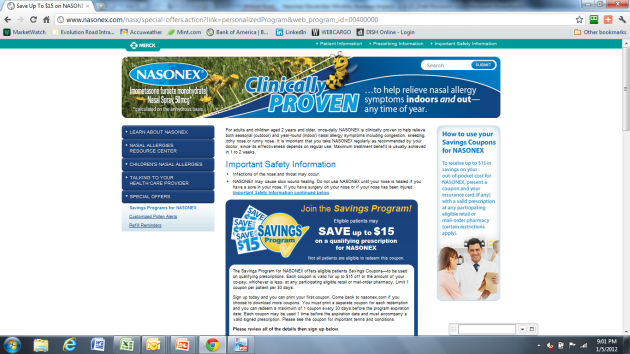 Save Up To $15 on NASONE
www.nasonex.com/nasx/special-offers.action?link=personalizedProgram&web_program_id=00400000
MarketWatch
Evolution Road Intra...
Accuweather
Mint.com
Bank of America | B...
LinkedIn
WEBCARGO
DISH Online - Login
Other bookmarks
MERCK
Patient Information
Prescribing Information
Important Safety Information
NASONEX
(mometasone furoate monohydrate)
Nasal Spray, 50mcg*
*calculated on the anhydrous basis
Clinically
PROVEN
...to help relieve nasal allergy
symptoms indoors and out—
any time of year.
Search
SUBMIT
LEARN ABOUT NASONEX
NASAL ALLERGIES
RESOURCE CENTER
CHILDREN'S NASAL ALLERGIES
TALKING TO YOUR
HEALTH CARE PROVIDER
SPECIAL OFFERS
Savings Programs for NASONEX
Customized Pollen Alerts
Refill Reminders
For adults and children aged 2 years and older, once-daily NASONEX is clinically proven to help relieve
both seasonal (outdoor) and year-round (indoor) nasal allergy symptoms including congestion, sneezing,
itchy nose or runny nose. It is important that you take NASONEX regularly as recommended by your
doctor, since its effectiveness depends on regular use. Maximum treatment benefit is usually achieved
in 1 to 2 weeks.
Important Safety Information
Infections of the nose and throat may occur.
NASONEX may cause slow wound healing. Do not use NASONEX until your nose is healed if you
have a sore in your nose, if you have surgery on your nose or if your nose has been injured.
Important Safety Information continued below
SAVE
$15
SAVE
$15
SAVE
$15
SAVINGS
Program
Join the Savings Program!
Eligible patients may
SAVE up to $15
on a qualifying prescription
for NASONEX
Not all patients are eligible to redeem this coupon
The Savings Program for NASONEX offers eligible patients Savings Coupons—to be used
on qualifying prescriptions. Each coupon is valid for up to $15 off or the amount of your
co-pay, whichever is less, at any participating eligible retail or mail-order pharmacy. Limit 1
coupon per patient per 30 days.
Sign up today and you can print your first coupon. Come back to nasonex.com if you
choose to download more coupons. You must print a separate coupon for each redemption
and you can redeem a maximum of 1 coupon every 30 days before the program expiration
date. Each coupon may be used 1 time before the expiration date and must accompany a
valid signed prescription. Please see the coupon for important terms and conditions.
Please review all of the details then sign up below.
How to use your
Savings Coupons
for NASONEX
To receive up to $15 in
savings on your
out-of-pocket cost for
NASONEX, present a
coupon and your
insurance card (if any)
with a valid prescription
at any participating
eligible retail or
mail-order pharmacy
(certain restrictions
apply).
9:01 PM
1/5/2012